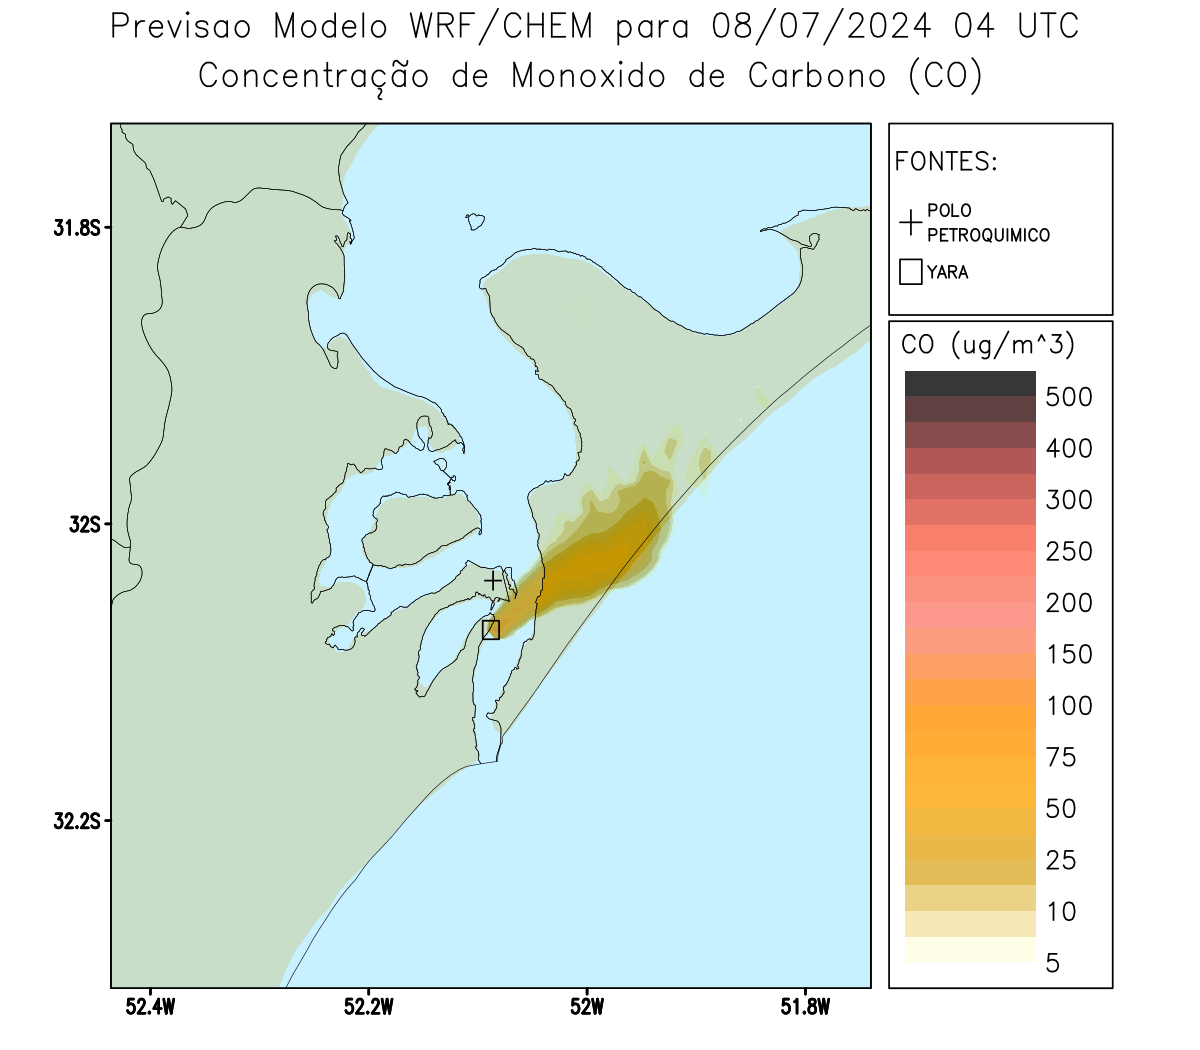 Previsao Modelo WRF/CHEM para 08/07/2024 04 UTC
Concentração de Monoxido de Carbono (CO)
FONTES:
POLO
PETROQUIMICO
YARA
31.8S
32S
32.2S
52.4W
52.2W
52W
51.8W
CO (ug/m^3)
500
400
300
250
200
150
100
75
50
25
10
5